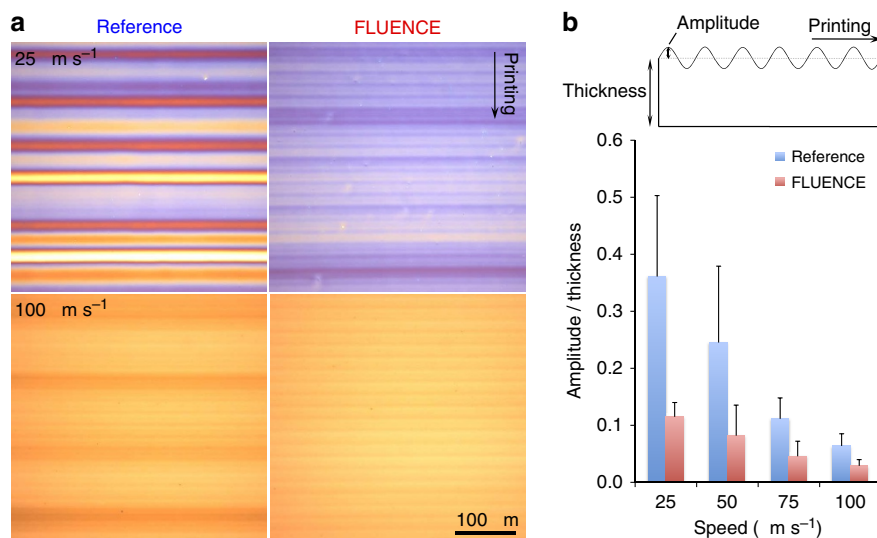 a
Reference
FLUENCE
25 m s⁻¹
Printing
100 m s⁻¹
100 m
b
Amplitude
Printing
Thickness
0.6
0.5
0.4
0.3
0.2
0.1
0.0
Amplitude / thickness
Reference
FLUENCE
25 50 75 100
Speed ( m s⁻¹)